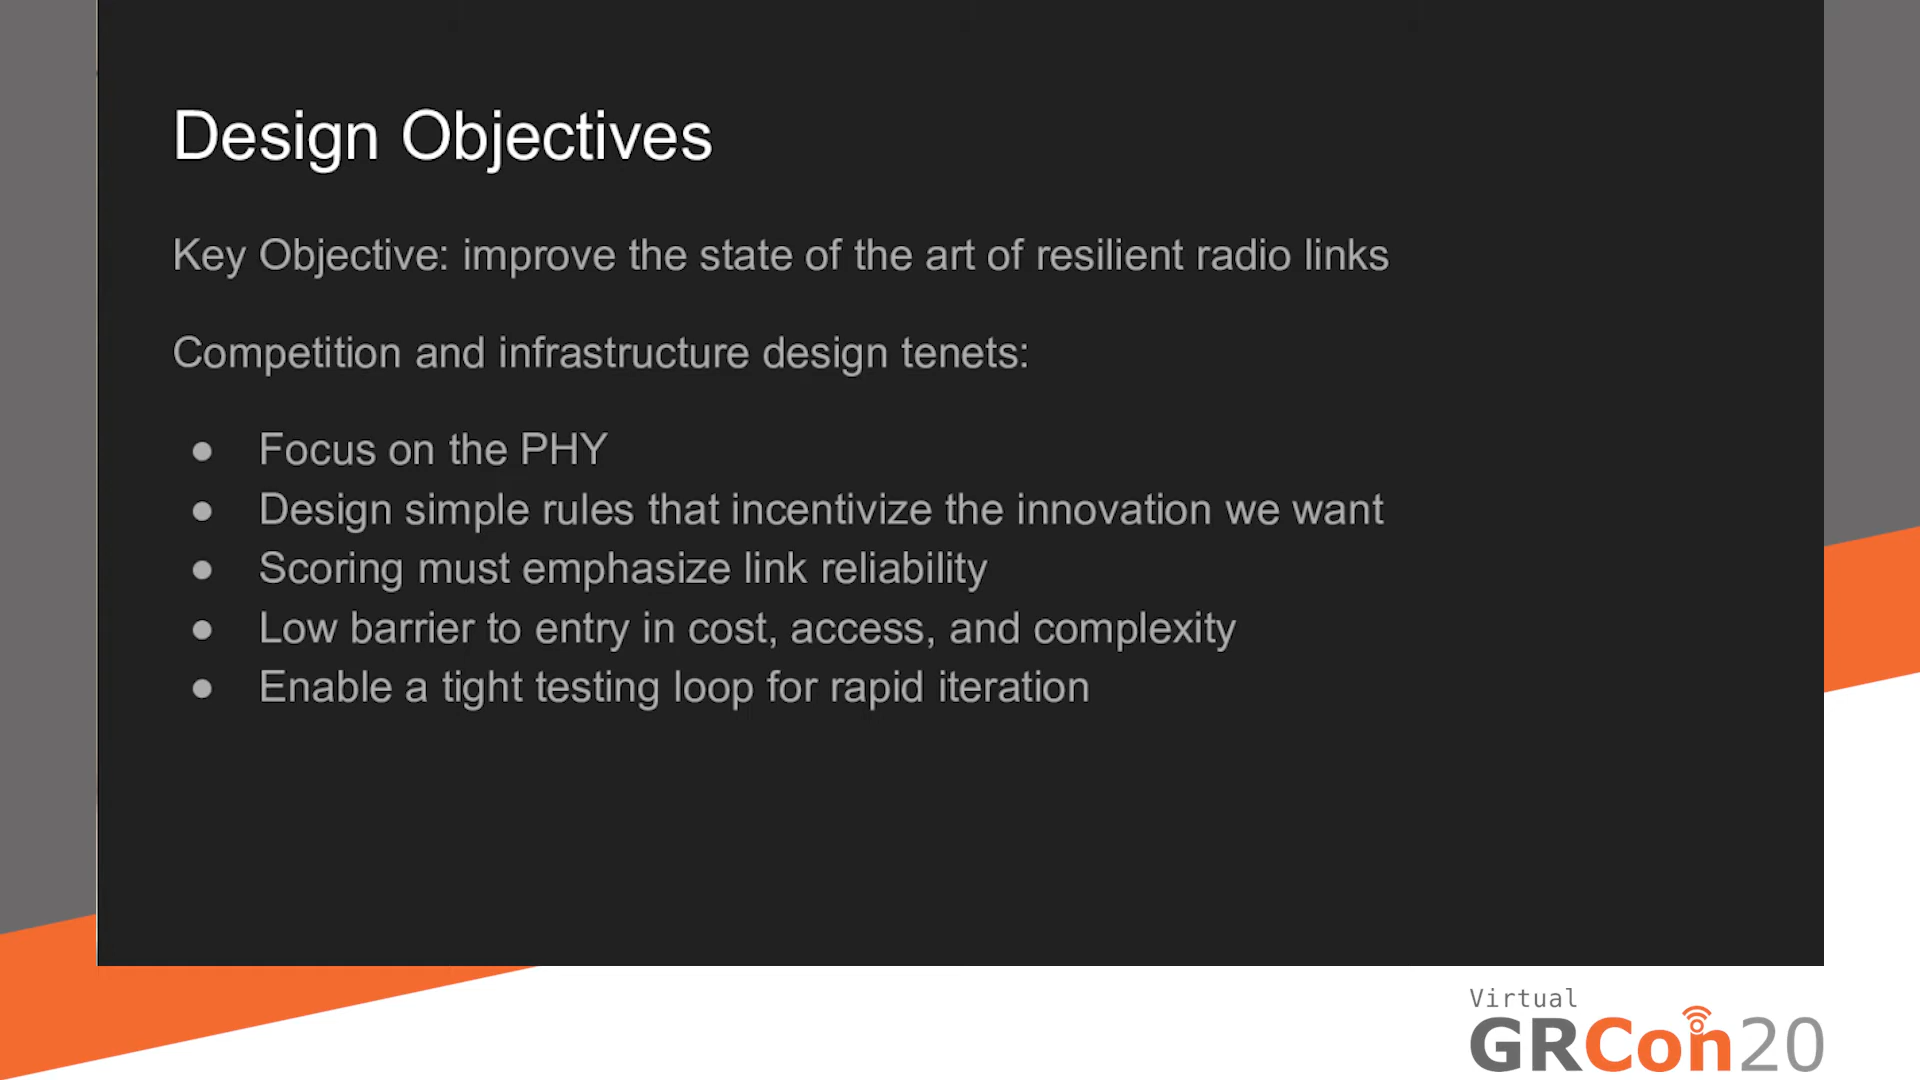 Design Objectives
Key Objective: improve the state of the art of resilient radio links
Competition and infrastructure design tenets:
● Focus on the PHY
● Design simple rules that incentivize the innovation we want
● Scoring must emphasize link reliability
● Low barrier to entry in cost, access, and complexity
● Enable a tight testing loop for rapid iteration
Virtual
GRCon20